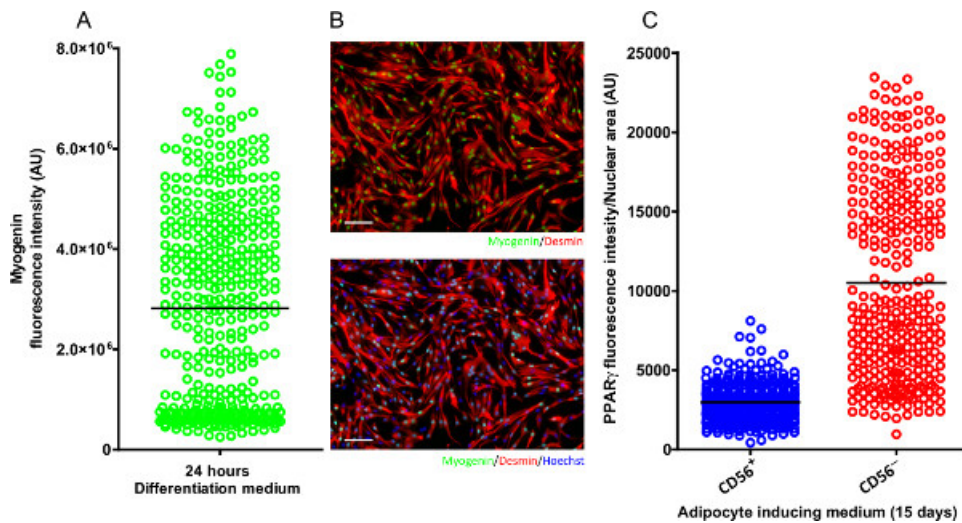 A
B
C
Myogenin
fluorescence intensity (AU)
8.0×10⁶
6.0×10⁶
4.0×10⁶
2.0×10⁶
0
24 hours
Differentiation medium
Myogenin/Desmin
Myogenin/Desmin/Hoechst
PPARγ fluorescence intesity/Nuclear area (AU)
25000
20000
15000
10000
5000
0
CD56⁺
CD56⁻
Adipocyte inducing medium (15 days)